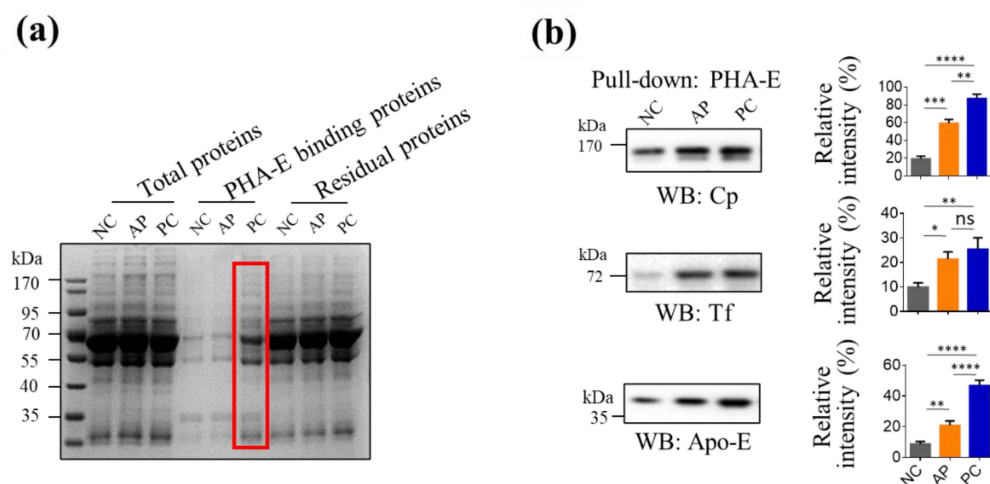 (a)
Total proteins
PHA-E binding proteins
Residual proteins
NC AP PC NC AP PC NC AP PC
kDa
170
95
70
55
40
35
(b)
Pull-down: PHA-E
NC AP PC
kDa
170
WB: Cp
72
WB: Tf
kDa
35
WB: Apo-E
Relative
intensity (%)
100
80
60
40
20
0
****
**
***
Relative
intensity (%)
40
30
20
10
0
**
ns
*
Relative
intensity (%)
60
40
20
0
****
****
**
NC AP PC